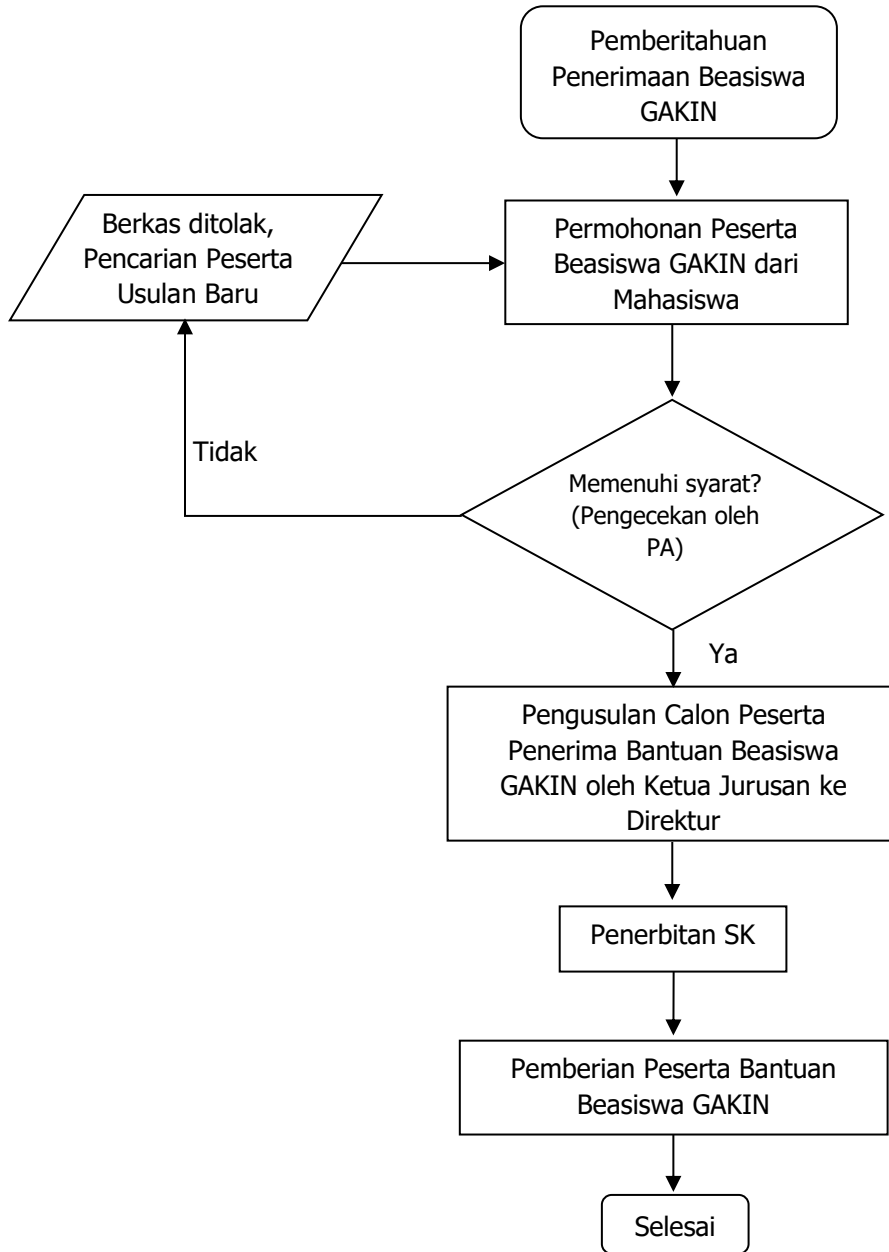 Pemberitahuan
Penerimaan Beasiswa
GAKIN
Berkas ditolak,
Pencarian Peserta
Usulan Baru
Permohonan Peserta
Beasiswa GAKIN dari
Mahasiswa
Tidak
Memenuhi syarat?
(Pengecekan oleh
PA)
Ya
Pengusulan Calon Peserta
Penerima Bantuan Beasiswa
GAKIN oleh Ketua Jurusan ke
Direktur
Penerbitan SK
Pemberian Peserta Bantuan
Beasiswa GAKIN
Selesai